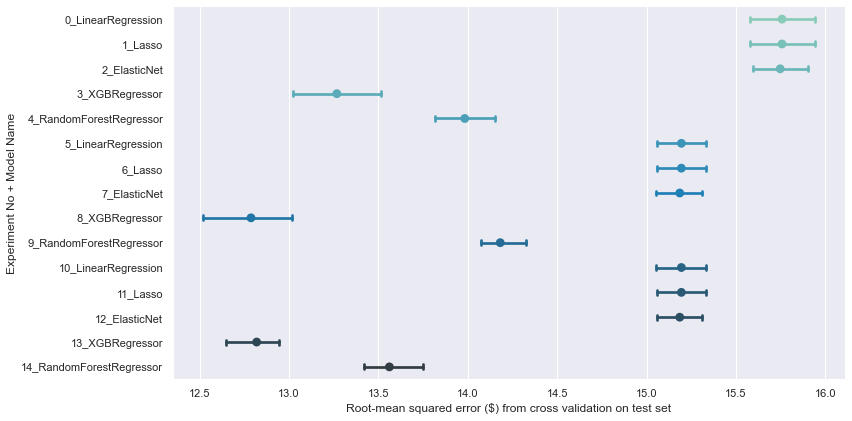 0_LinearRegression
1_Lasso
2_ElasticNet
3_XGBRegressor
4_RandomForestRegressor
5_LinearRegression
6_Lasso
7_ElasticNet
8_XGBRegressor
9_RandomForestRegressor
10_LinearRegression
11_Lasso
12_ElasticNet
13_XGBRegressor
14_RandomForestRegressor
Experiment No + Model Name
12.5 13.0 13.5 14.0 14.5 15.0 15.5 16.0
Root-mean squared error ($) from cross validation on test set